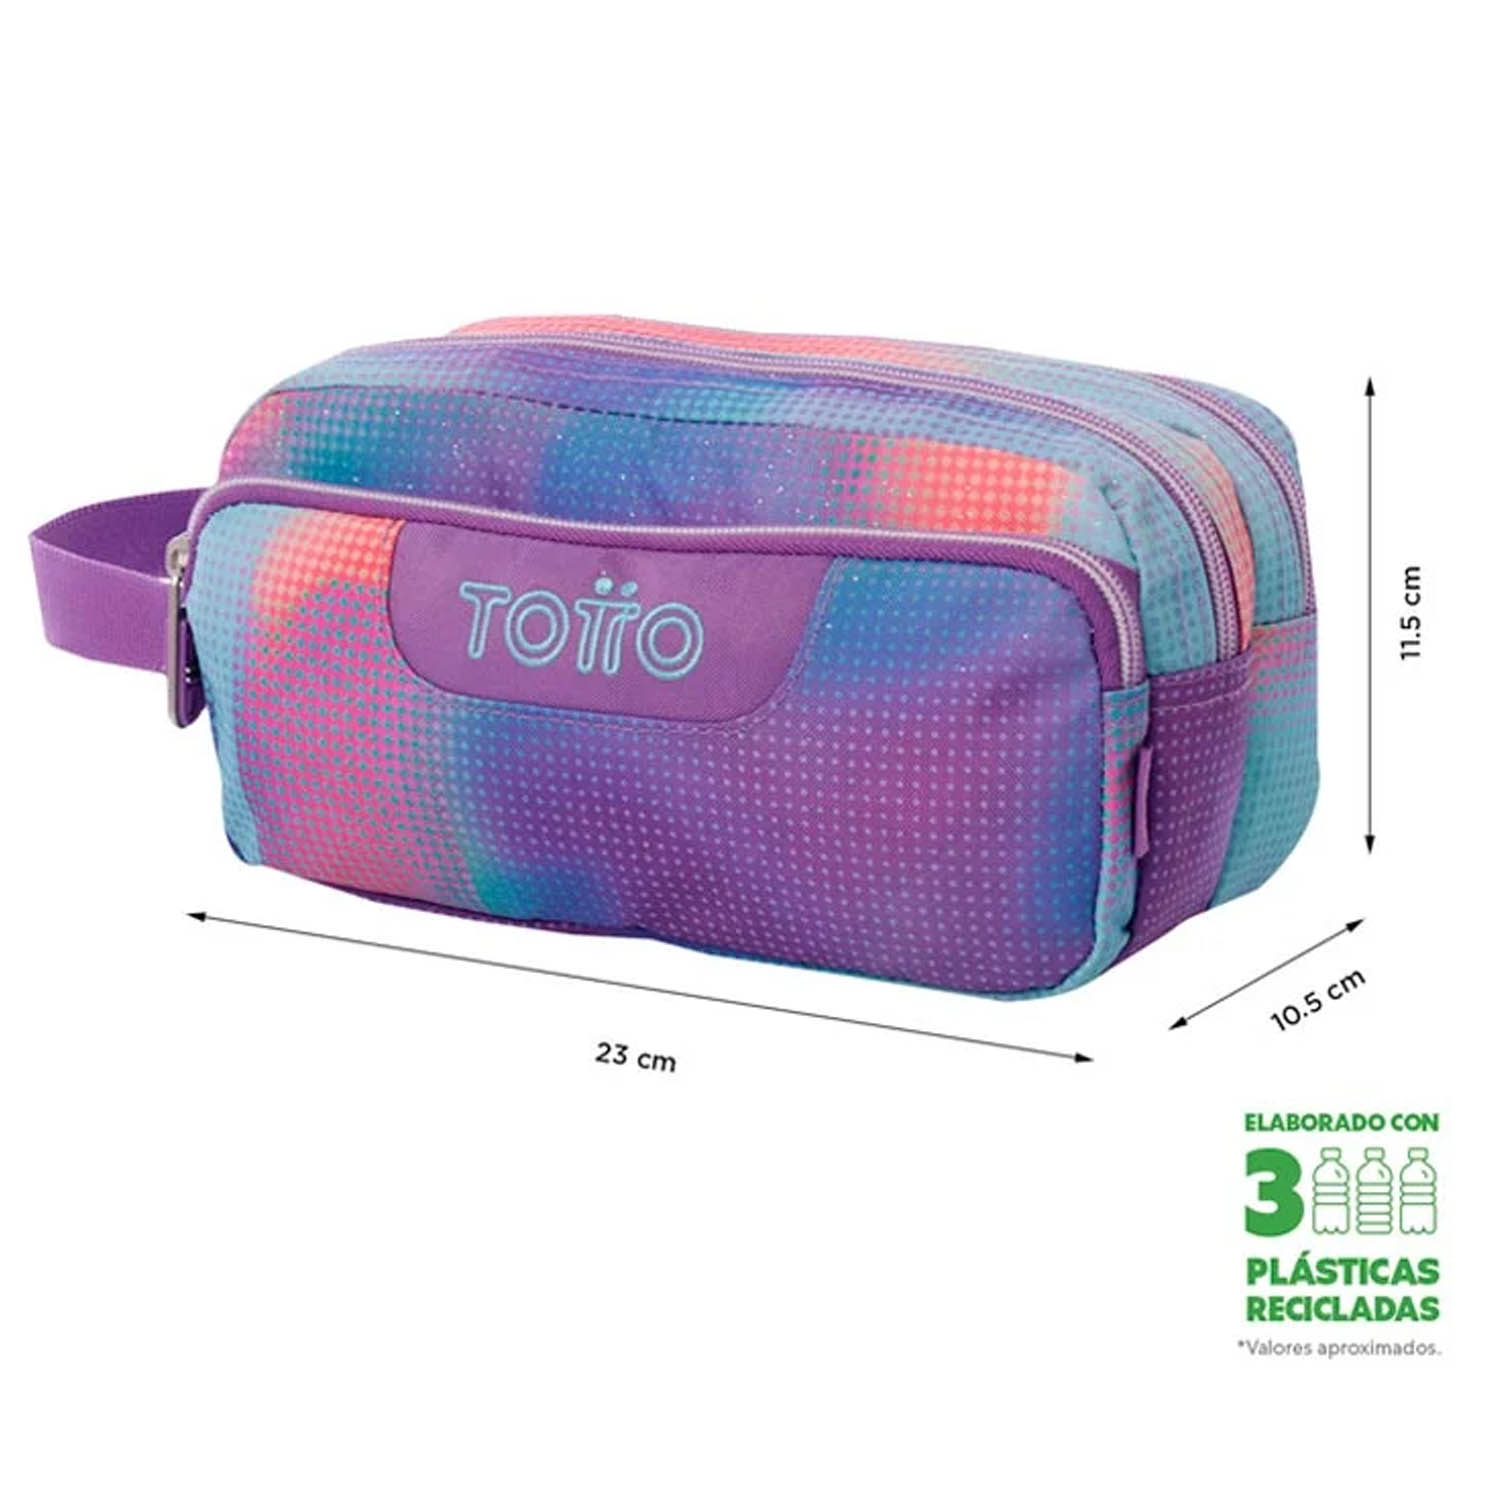 TOTTO
11.5 cm
10.5 cm
23 cm
ELABORADO CON
3
PLÁSTICAS
RECICLADAS
*Valores aproximados.